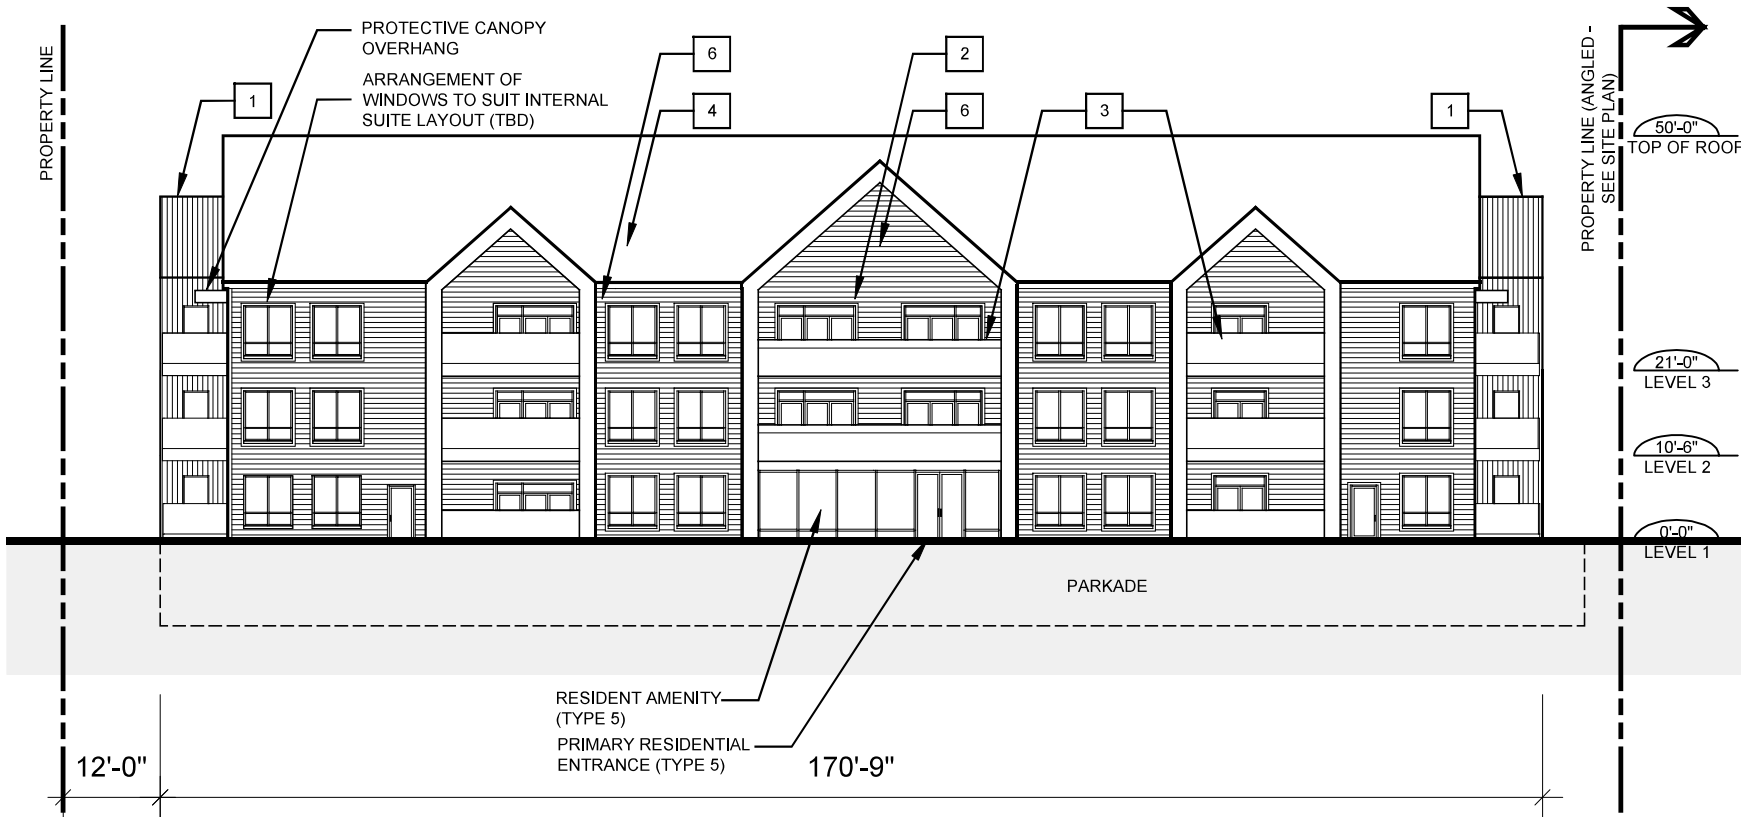 PROPERTY LINE
PROTECTIVE CANOPY
OVERHANG
ARRANGEMENT OF
WINDOWS TO SUIT INTERNAL
SUITE LAYOUT (TBD)
1
6
4
2
6
3
1
PROPERTY LINE (ANGLED -
SEE SITE PLAN)
50'-0"
TOP OF ROOF
21'-0"
LEVEL 3
10'-6"
LEVEL 2
0'-0"
LEVEL 1
PARKADE
RESIDENT AMENITY
(TYPE 5)
PRIMARY RESIDENTIAL
ENTRANCE (TYPE 5)
12'-0"
170'-9"